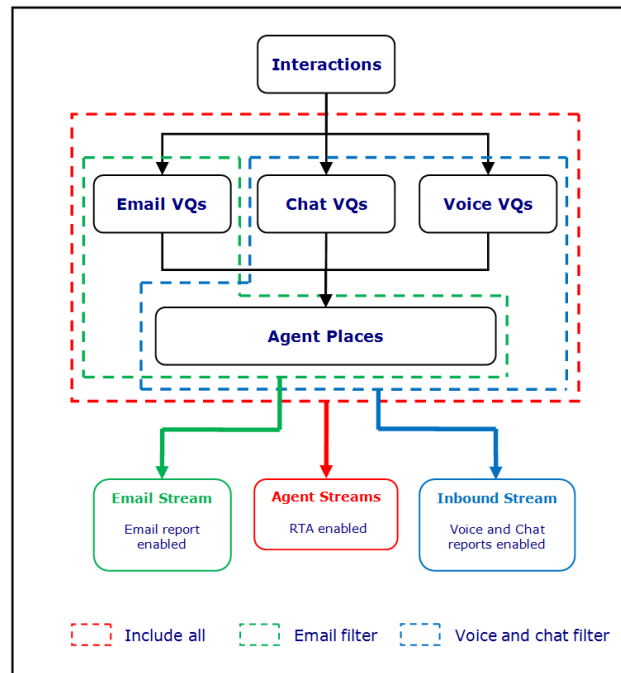 Interactions
Email VQs
Chat VQs
Voice VQs
Agent Places
Email Stream
Email report
enabled
Agent Streams
RTA enabled
Inbound Stream
Voice and Chat
reports enabled
Include all
Email filter
Voice and chat filter